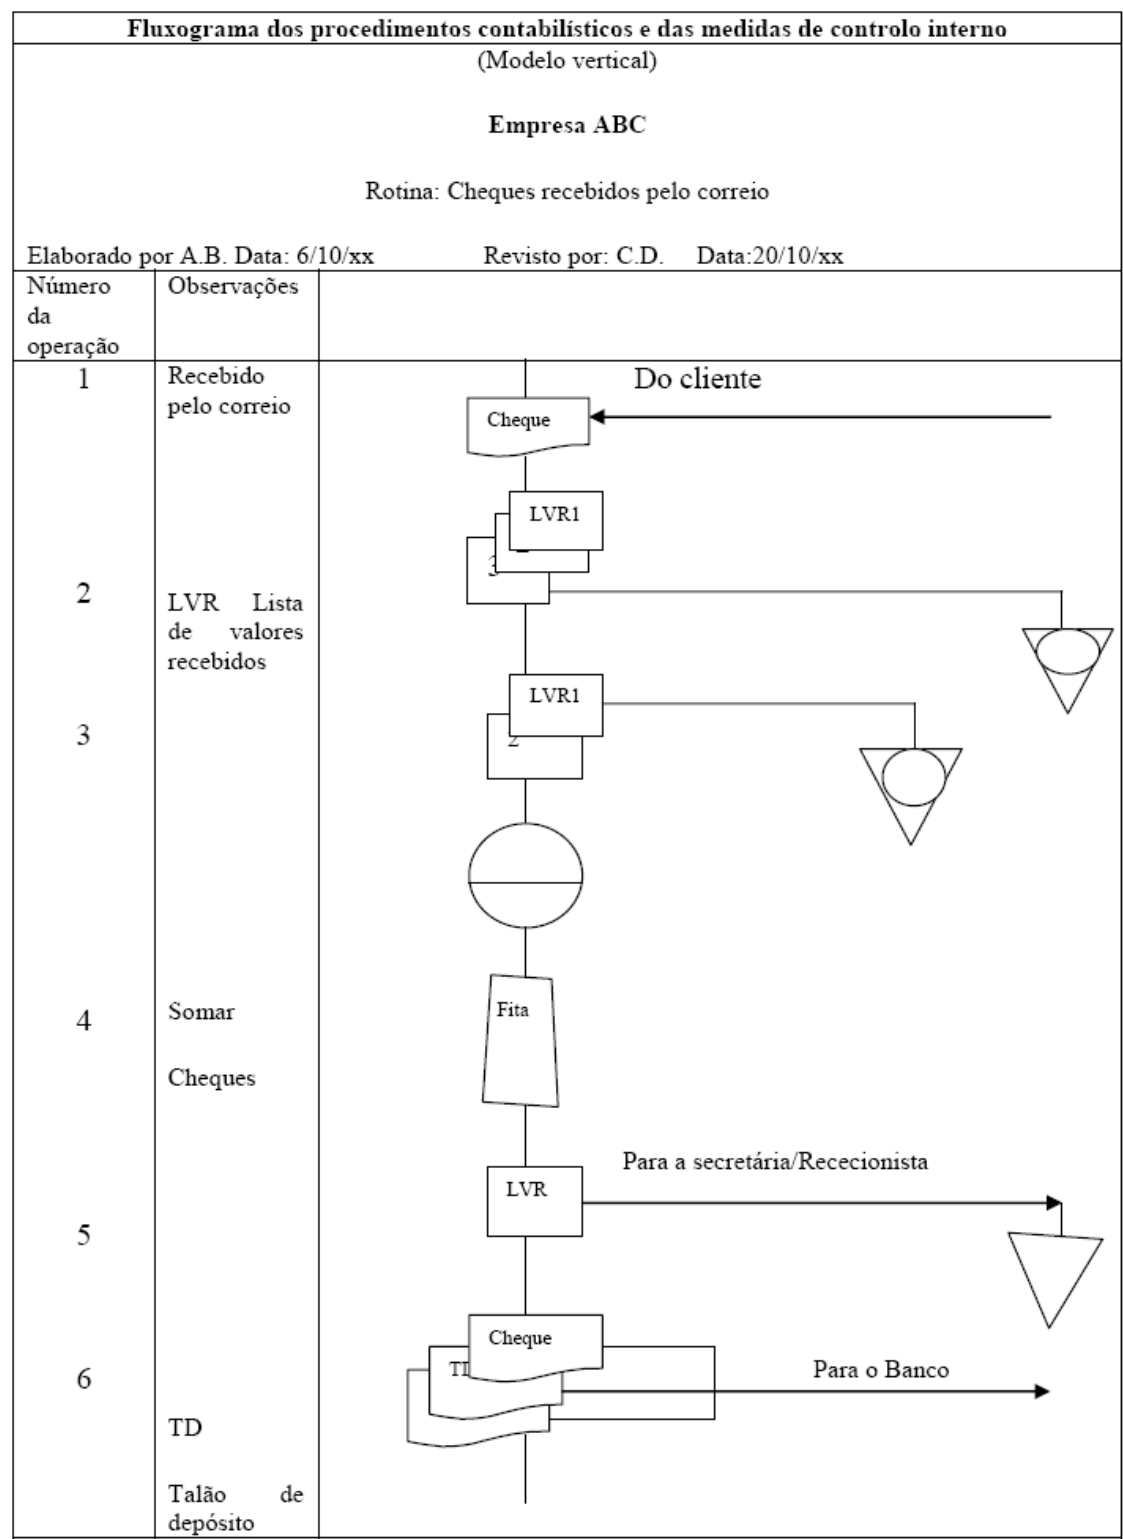 Fluxograma dos procedimentos contabilísticos e das medidas de controlo interno
(Modelo vertical)
Empresa ABC
Rotina: Cheques recebidos pelo correio
Elaborado por A.B. Data: 6/10/xx Revisto por: C.D. Data:20/10/xx
Número
da
operação
Observações
1
Recebido
pelo correio
Do cliente
Cheque
LVR1
3
2
LVR Lista
de valores
recebidos
LVR1
2
3
4
Somar
Cheques
Fita
Para a secretária/Rececionista
LVR
5
Cheque
6
Para o Banco
TD
Talão de
depósito